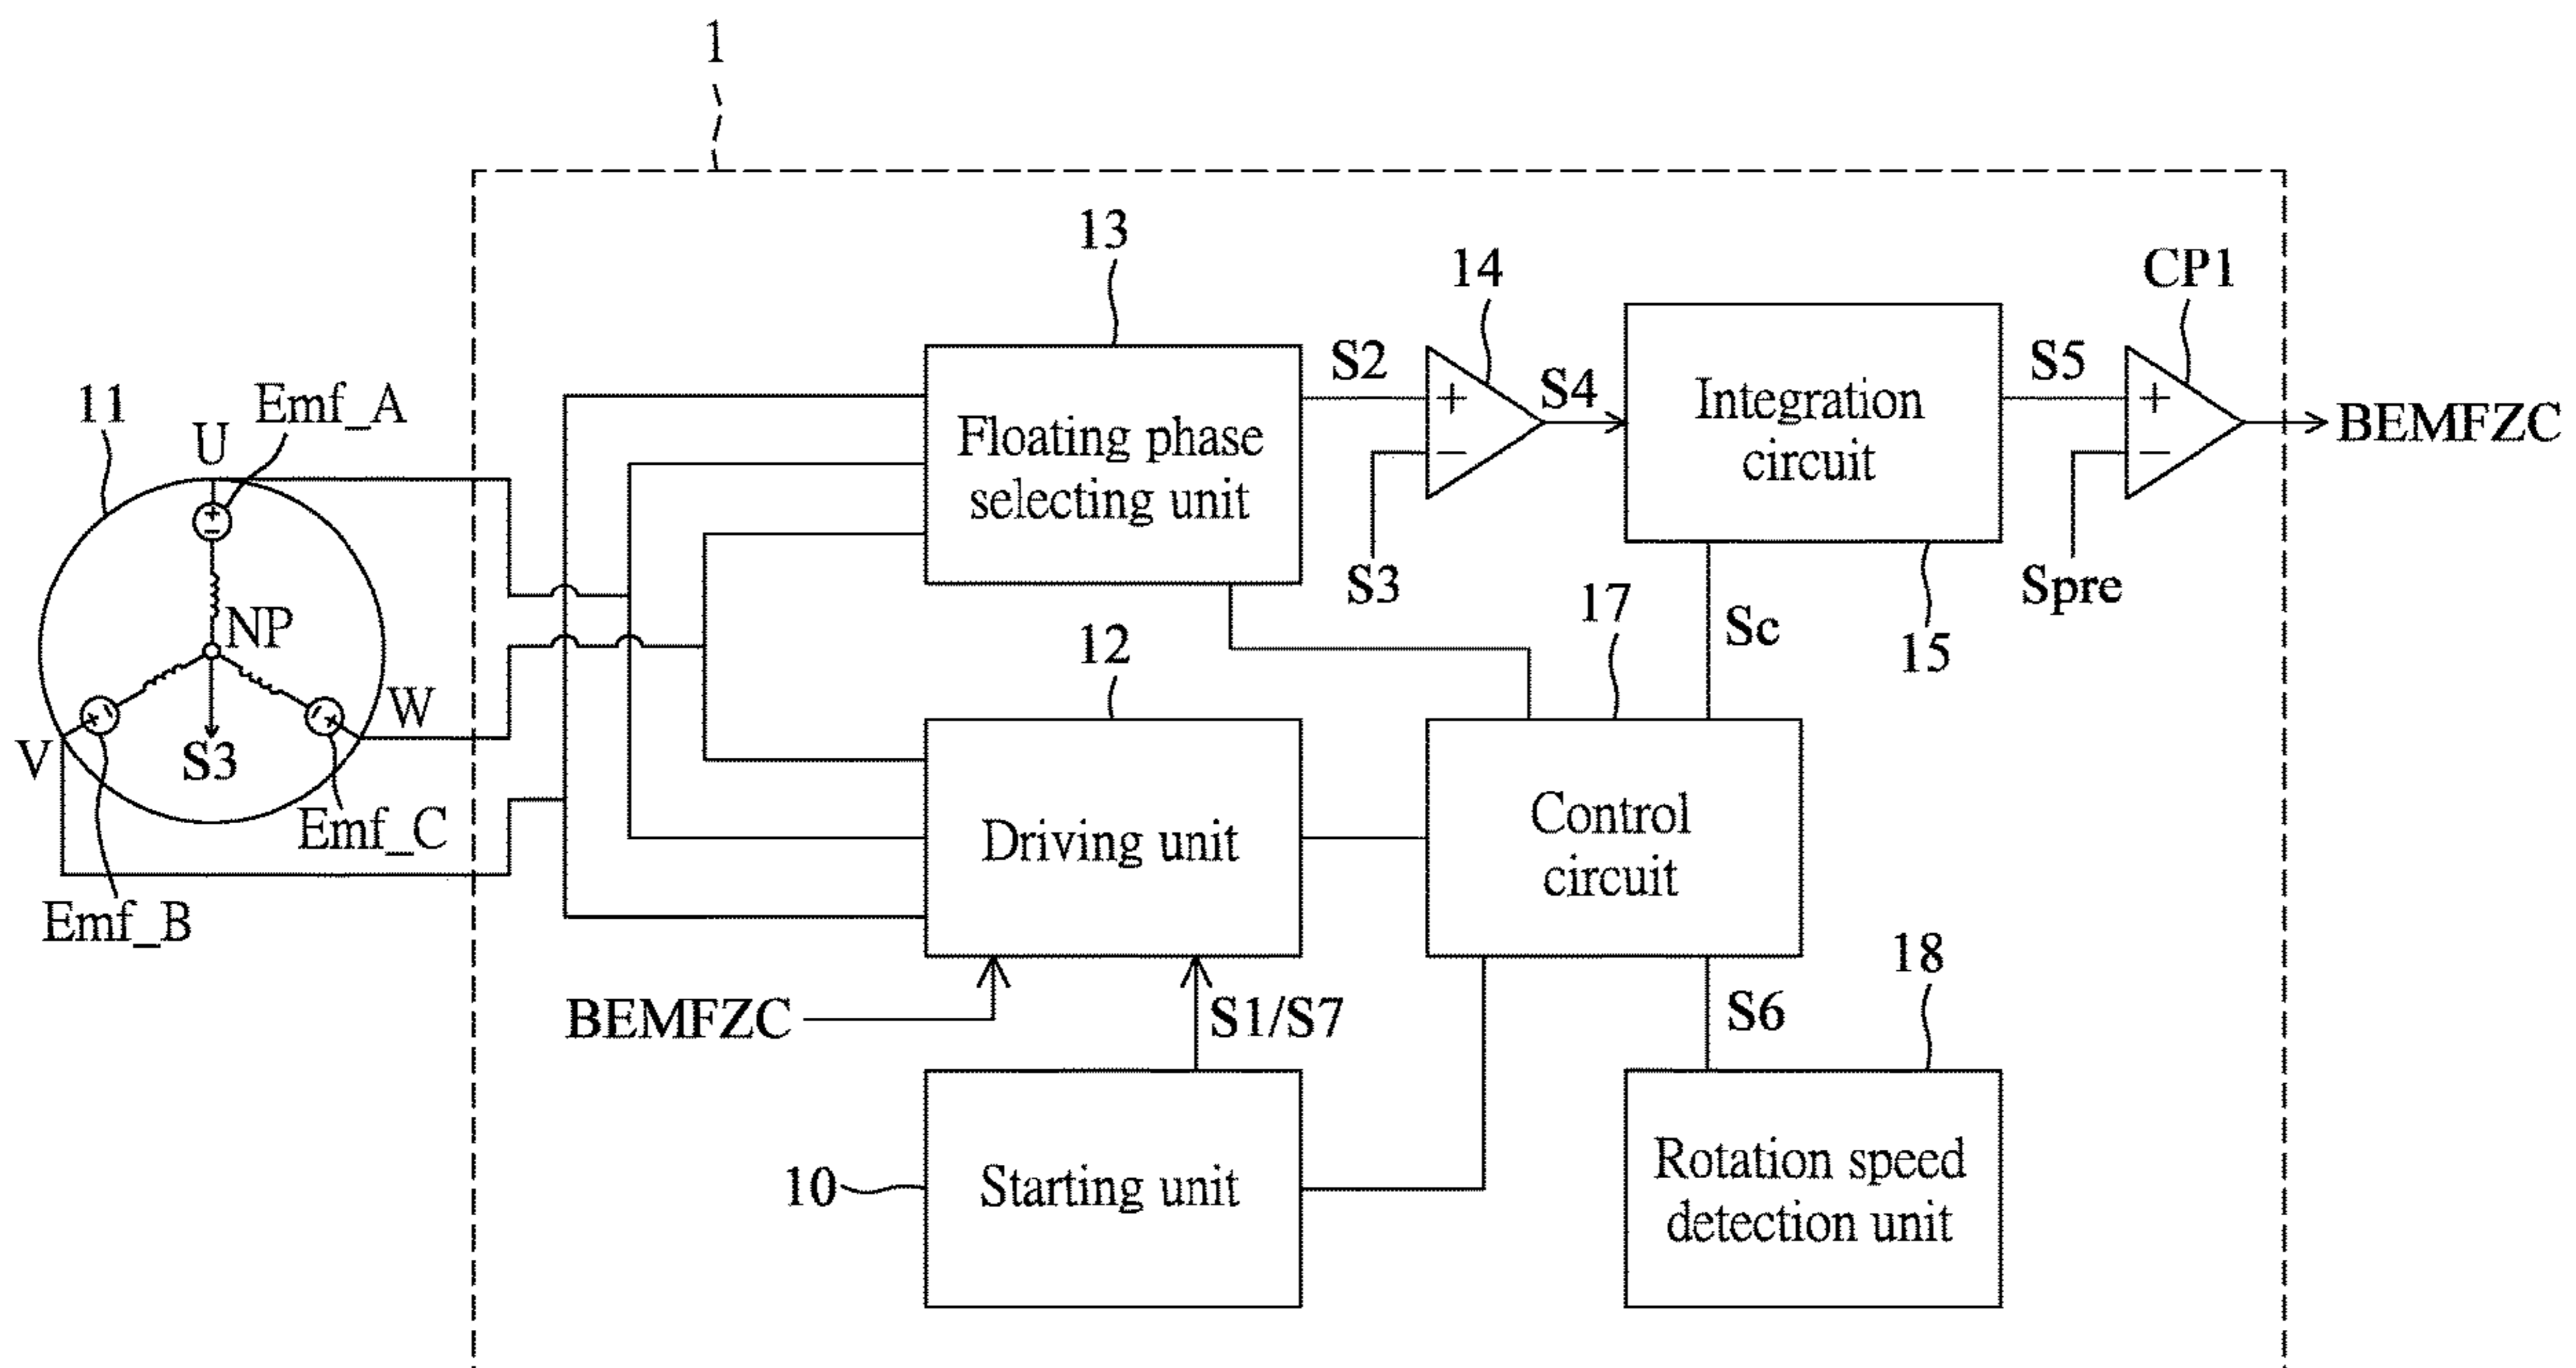 1
13
14
CP1
11
Emf_A
U
S2
S4
Integration
circuit
S5
BEMFZC
Floating phase
selecting unit
S3
Spre
NP
12
17
Sc
15
V
W
S3
Emf_C
Emf_B
Driving unit
Control
circuit
BEMFZC
S1/S7
S6
18
10
Starting unit
Rotation speed
detection unit